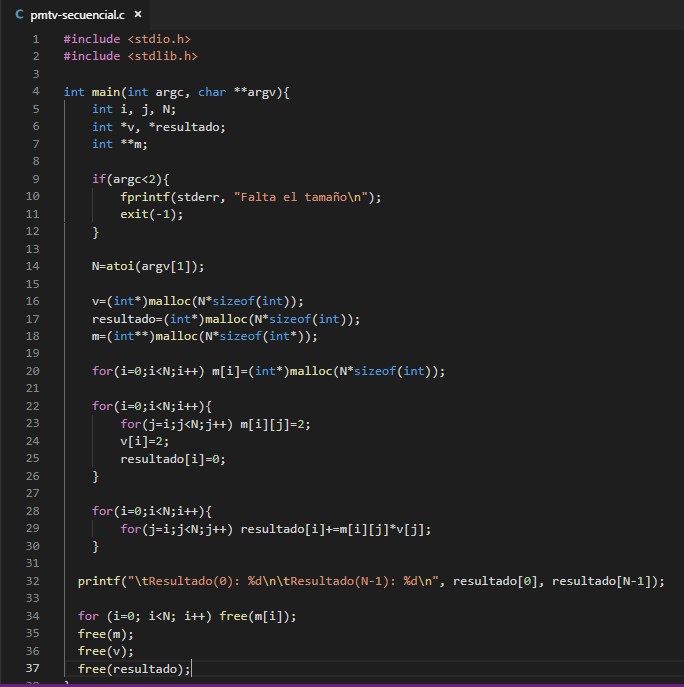 C pmtv-secuencial.c ×
1 #include <stdio.h>
2 #include <stdlib.h>
3
4 int main(int argc, char **argv){
5 int i, j, N;
6 int *v, *resultado;
7 int **m;
8
9 if(argc<2){
10 fprintf(stderr, "Falta el tamaño\n");
11 exit(-1);
12 }
13
14 N=atoi(argv[1]);
15
16 v=(int*)malloc(N*sizeof(int));
17 resultado=(int*)malloc(N*sizeof(int));
18 m=(int**)malloc(N*sizeof(int*));
19
20 for(i=0;i<N;i++) m[i]=(int*)malloc(N*sizeof(int));
21
22 for(i=0;i<N;i++){
23 for(j=i;j<N;j++) m[i][j]=2;
24 v[i]=2;
25 resultado[i]=0;
26 }
27
28 for(i=0;i<N;i++){
29 for(j=i;j<N;j++) resultado[i]+=m[i][j]*v[j];
30 }
31
32 printf("\tResultado(0): %d\n\tResultado(N-1): %d\n", resultado[0], resultado[N-1]);
33
34 for (i=0; i<N; i++) free(m[i]);
35 free(m);
36 free(v);
37 free(resultado);